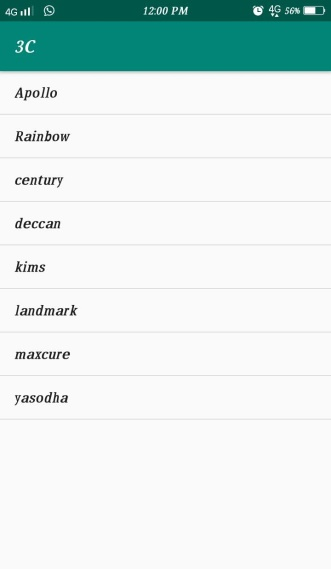 4G 12:00 PM 4G 56%
3C
Apollo
Rainbow
century
deccan
kims
landmark
maxcure
yasodha